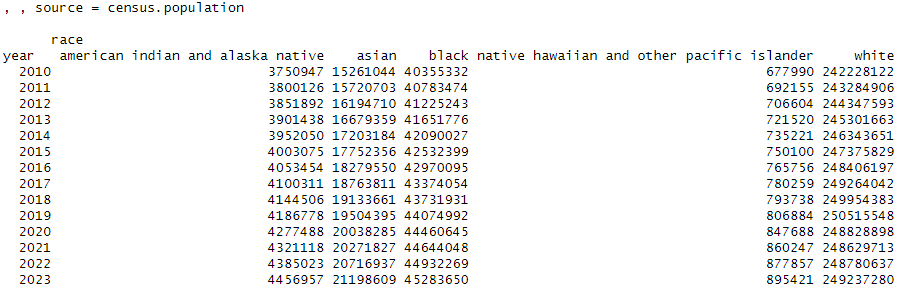 , , source = census.population
race
year american indian and alaska native asian black native hawaiian and other pacific islander white
2010 3750947 15261044 40355332 677990 242228122
2011 3800126 15720703 40783474 692155 243284906
2012 3851892 16194710 41225243 706604 244347593
2013 3901438 16679359 41651776 721520 245301663
2014 3952050 17203184 42090027 735221 246343651
2015 4003075 17752356 42532399 750100 247375829
2016 4053454 18279550 42970095 765756 248406197
2017 4100311 18763811 43374054 780259 249264042
2018 4144506 19133661 43731931 793738 249954383
2019 4186778 19504395 44074992 806884 250515548
2020 4277488 20038285 44460645 847688 248828898
2021 4321118 20271827 44644048 860247 248629713
2022 4385023 20716937 44932269 877857 248780637
2023 4456957 21198609 45283650 895421 249237280